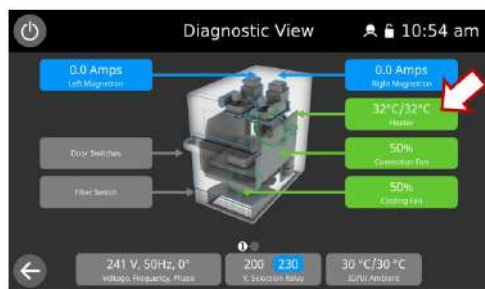 Diagnostic View
10:54 am
0.0 Amps
Left Magnetron
0.0 Amps
Right Magnetron
32°C/32°C
Heater
Door Switches
50%
Convection Fan
Filter Switch
50%
Cooling Fan
1
241 V, 50Hz, 0°
Voltage, Frequency, Phase
200 230
V. Selection Relay
30 °C/30 °C
IO/UI Ambient